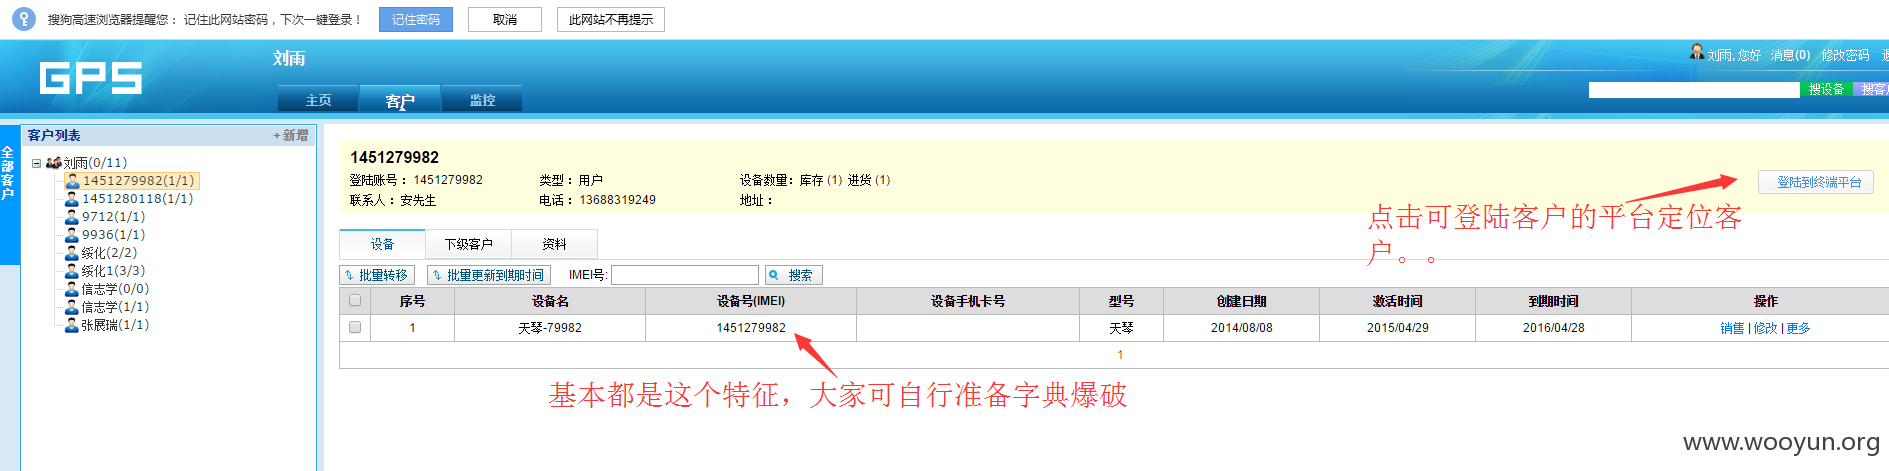 搜狗高速浏览器提醒您： 记住此网站密码，下次一键登录！ 记住密码 取消 此网站不再提示
GPS
刘雨
刘雨, 您好 消息(0) 修改密码
主页 客户 监控
搜设备 搜客
全部客户
客户列表 +新增
刘雨(0/11)
1451279982(1/1)
1451280118(1/1)
9712(1/1)
9936(1/1)
绥化(2/2)
绥化1(3/3)
信志学(0/0)
信志学(1/1)
张展瑞(1/1)
1451279982
登陆账号： 1451279982 类型： 用户 设备数量： 库存 (1) 进货 (1)
联系人： 安先生 电话： 13688319249 地址：
登陆到终端平台
点击可登陆客户的平台定位客
户。。
设备 下级客户 资料
批量转移 批量更新到期时间 IMEI号: 搜索
序号 设备名 设备号(IMEI) 设备手机卡号 型号 创建日期 激活时间 到期时间 操作
1 天琴-79982 1451279982 天琴 2014/08/08 2015/04/29 2016/04/28 销售 | 修改 | 更多
1
基本都是这个特征，大家可自行准备字典爆破
www.wooyun.org